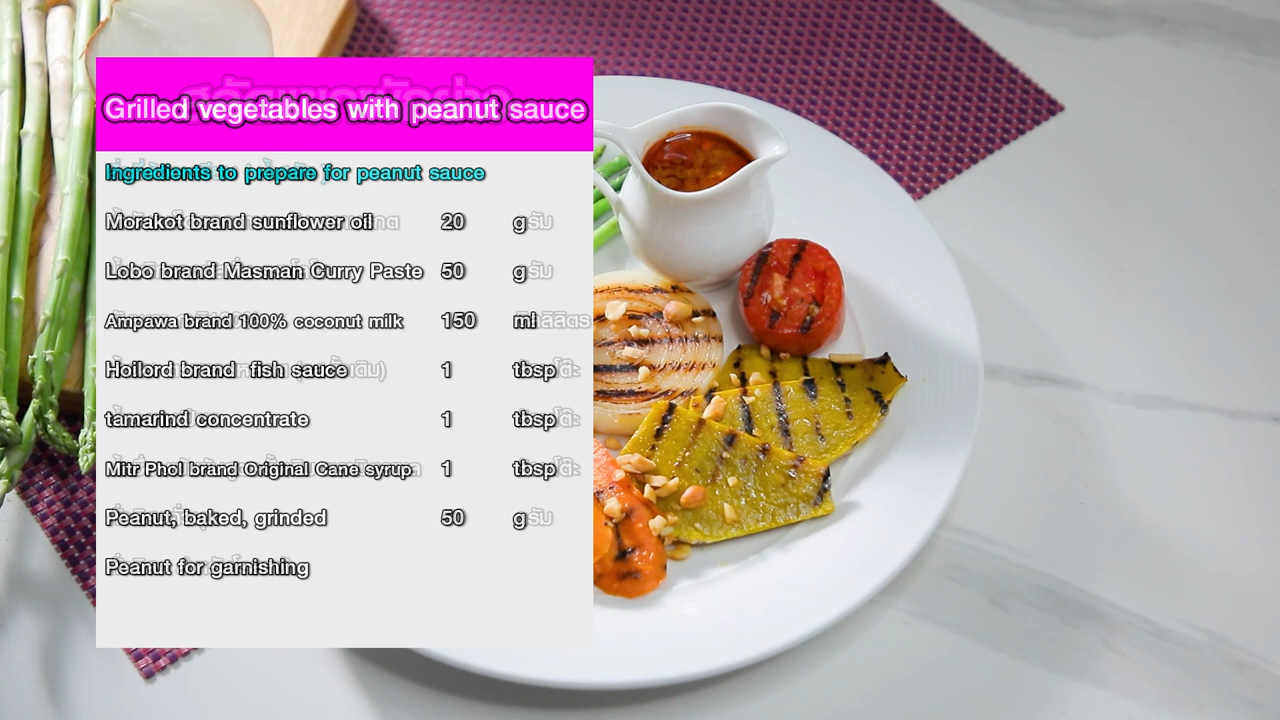 Grilled vegetables with peanut sauce
Ingredients to prepare for peanut sauce
Morakot brand sunflower oil 20 g
Lobo brand Masman Curry Paste 50 g
Ampawa brand 100% coconut milk 150 ml
Hoilord brand fish sauce 1 tbsp
tamarind concentrate 1 tbsp
Mitr Phol brand Original Cane syrup 1 tbsp
Peanut, baked, grinded 50 g
Peanut for garnishing